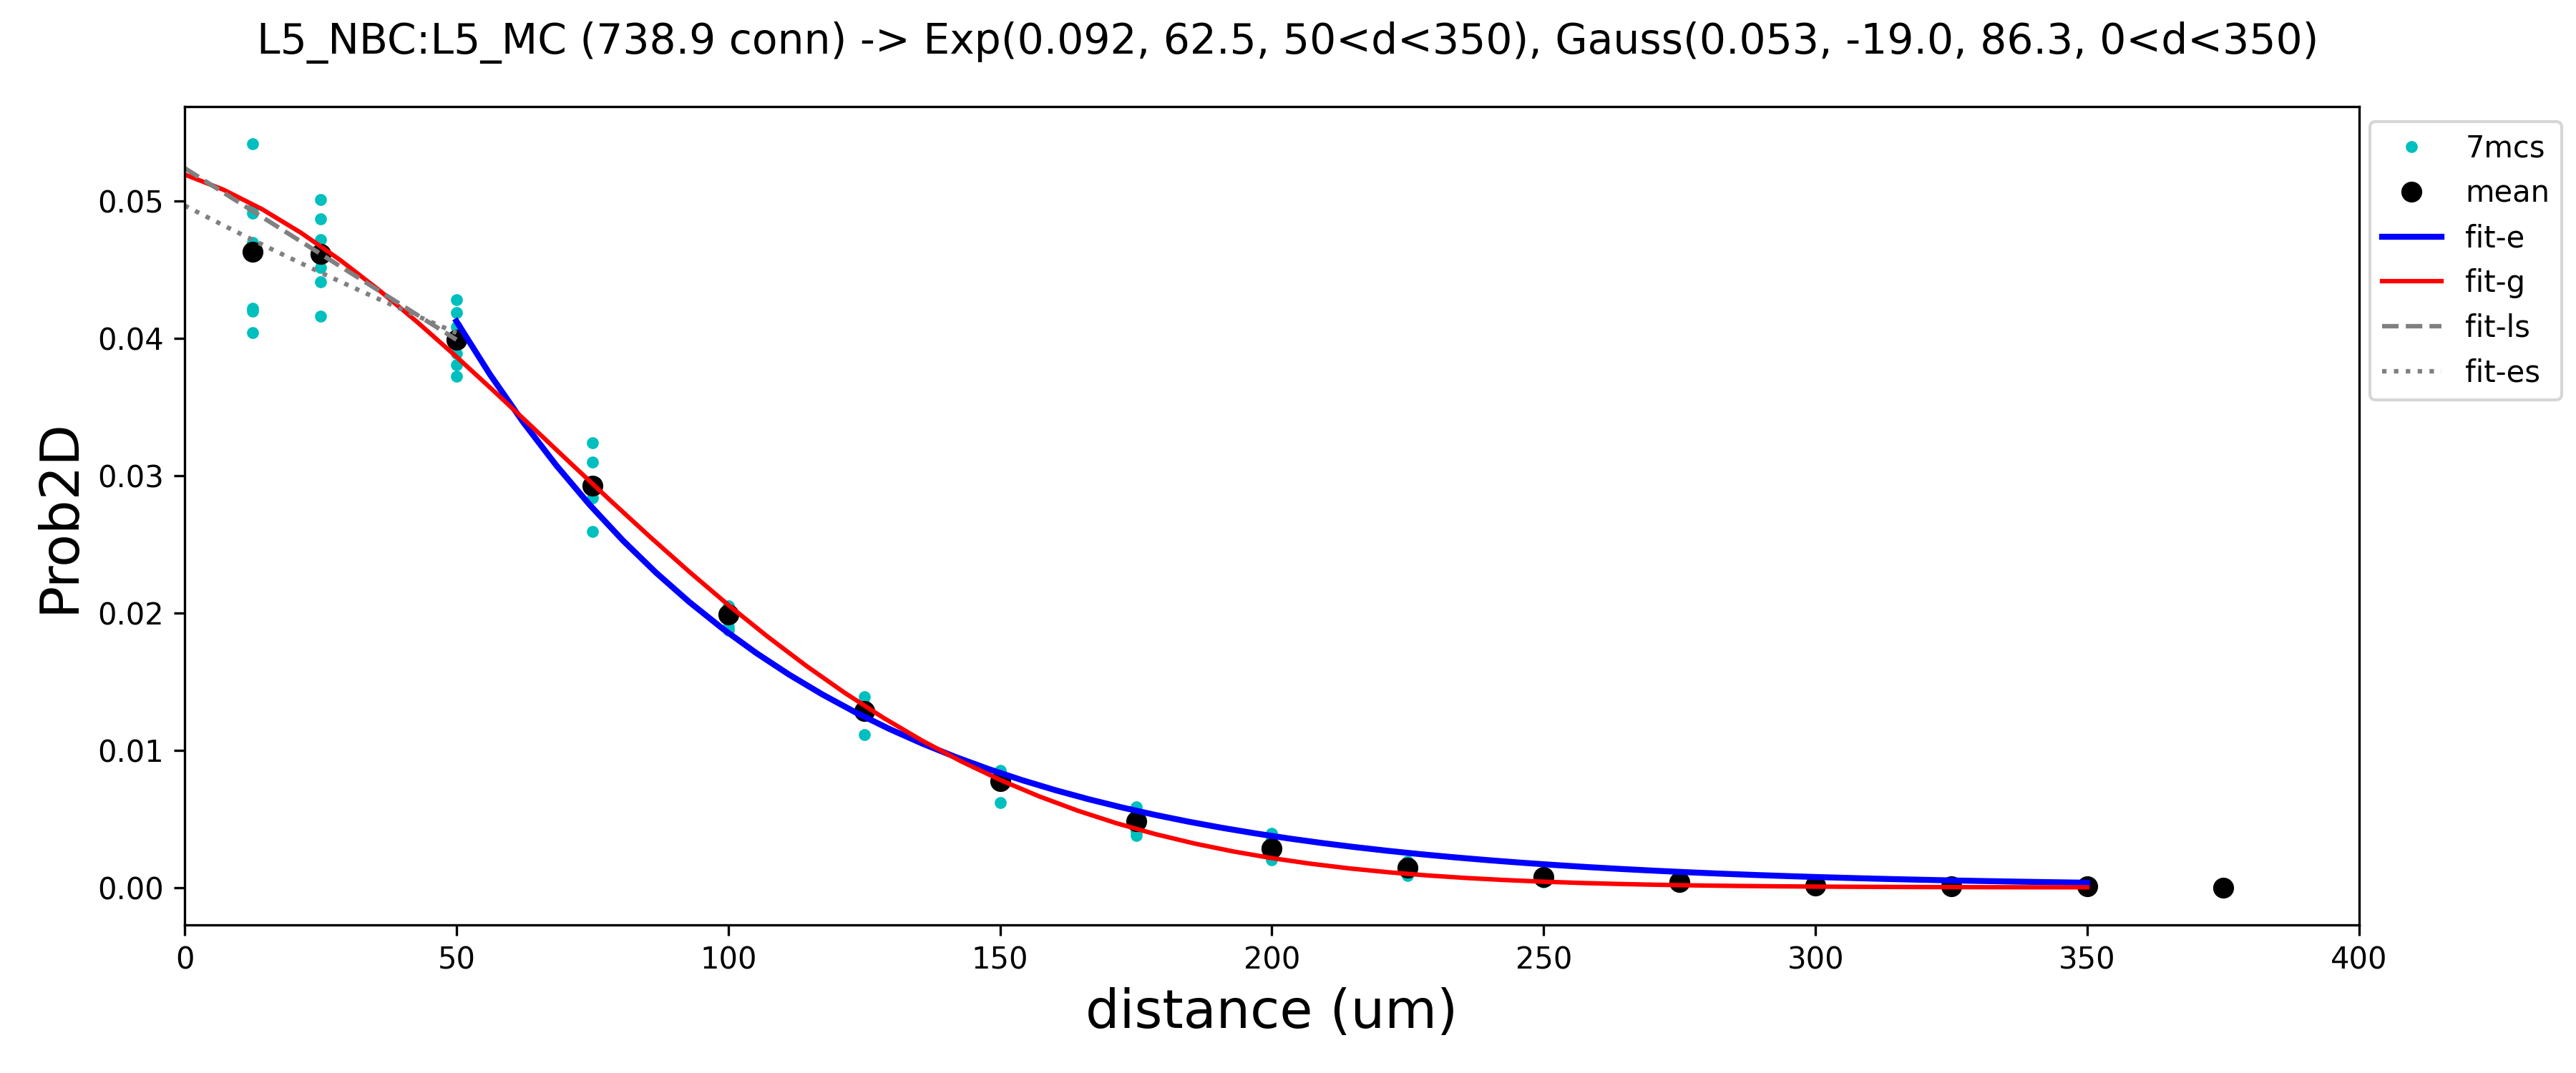 L5_NBC:L5_MC (738.9 conn) -> Exp(0.092, 62.5, 50<d<350), Gauss(0.053, -19.0, 86.3, 0<d<350)
7mcs
mean
fit-e
fit-g
fit-ls
fit-es
Prob2D
0.05
0.04
0.03
0.02
0.01
0.00
0 50 100 150 200 250 300 350 400
distance (um)